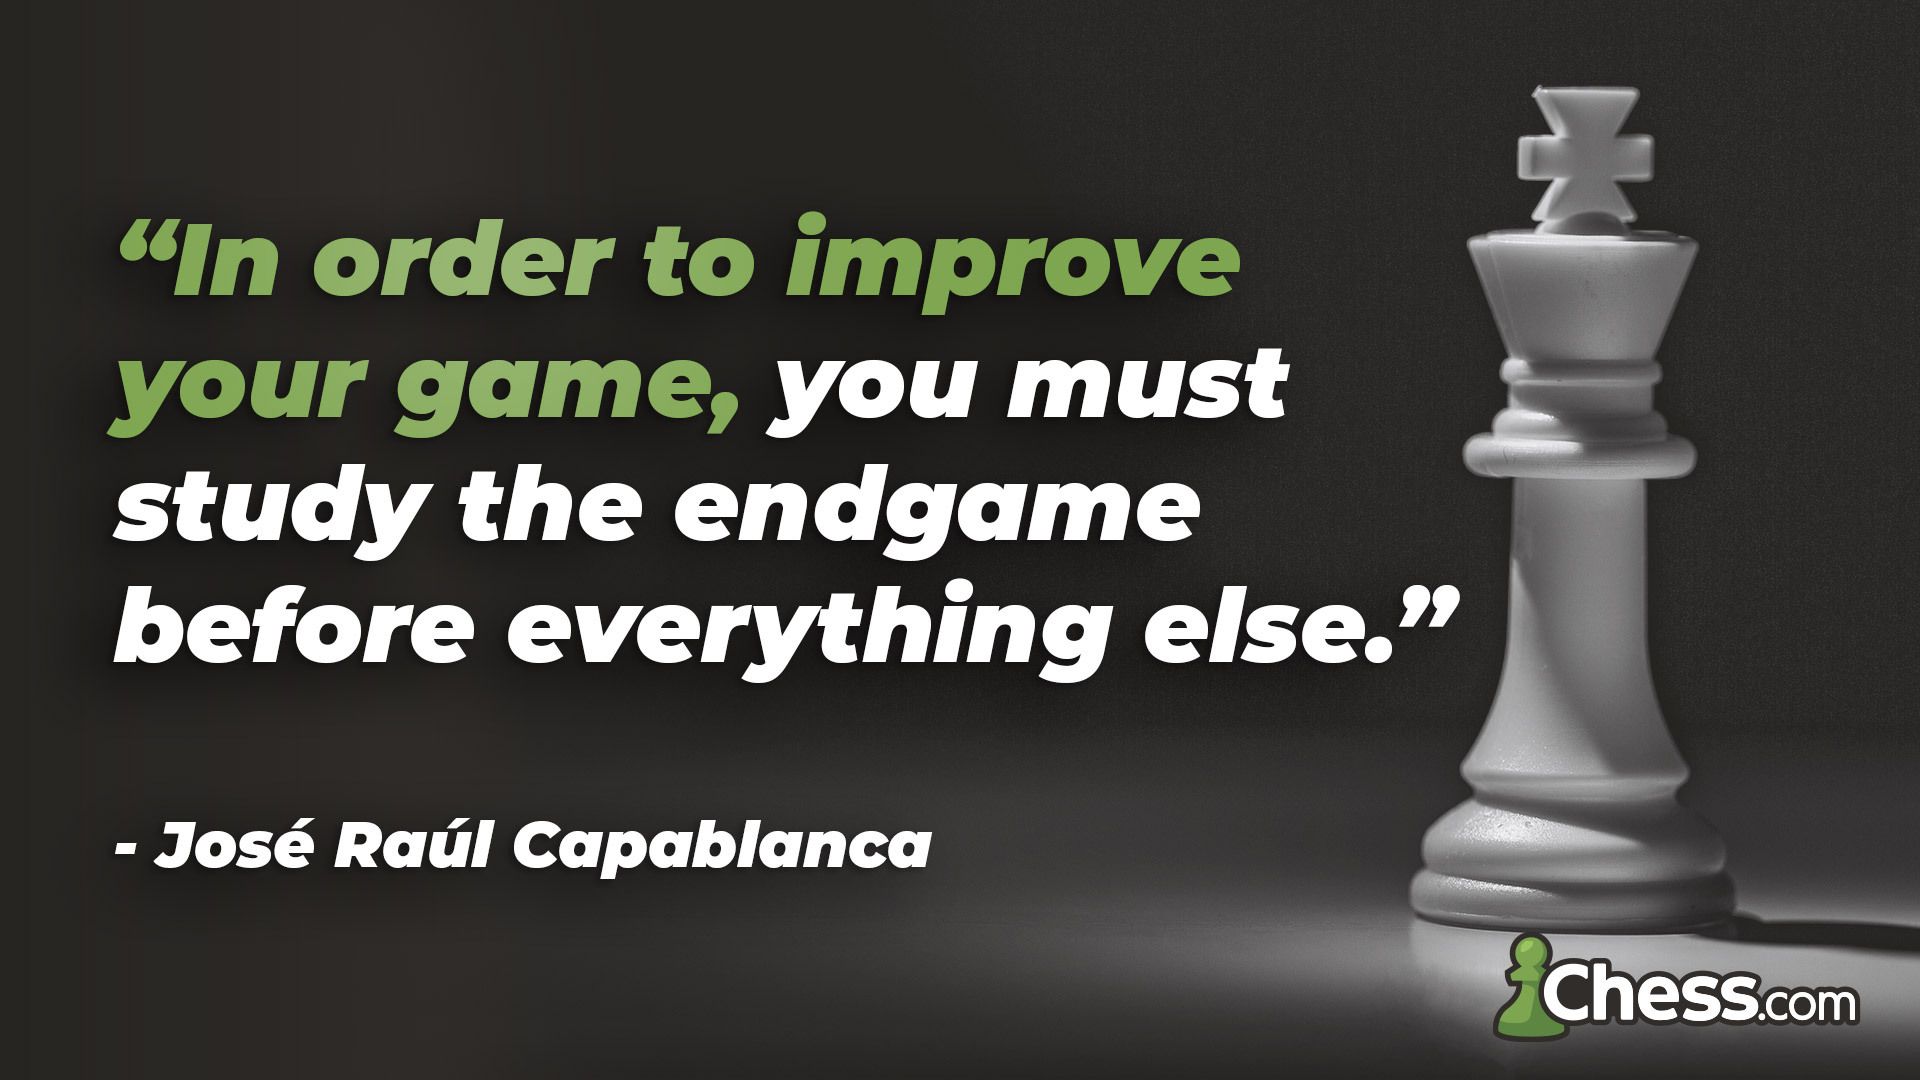 “In order to improve
your game, you must
study the endgame
before everything else.”
- José Raúl Capablanca
Chess.com